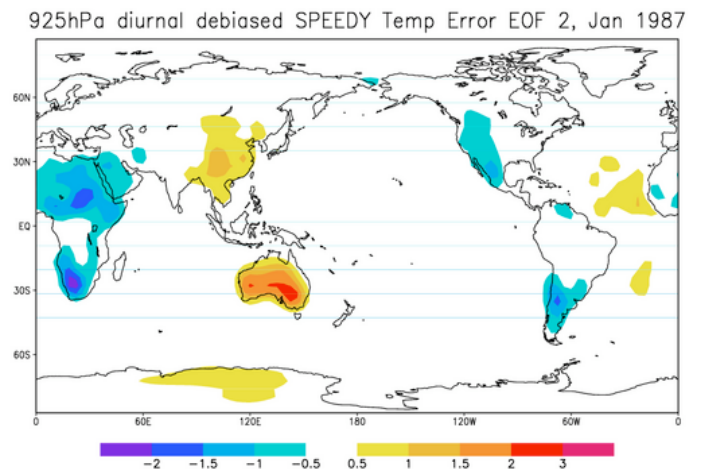 925hPa diurnal debiased SPEEDY Temp Error EOF 2, Jan 1987
60N
30N
EQ
30S
60S
0 60E 120E 180 120W 60W 0
-2 -1.5 -1 -0.5 0.5 1 1.5 2 3